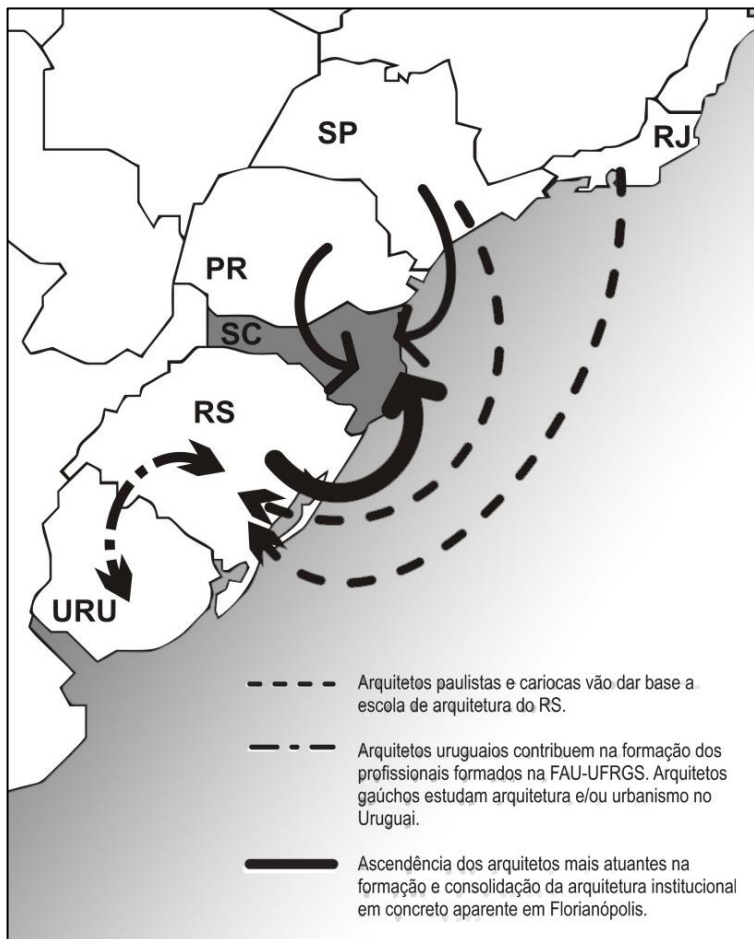 SP
RJ
PR
SC
RS
URU
Arquitetos paulistas e cariocas vão dar base a
escola de arquitetura do RS.
Arquitetos uruguaios contribuem na formação dos
profissionais formados na FAU-UFRGS. Arquitetos
gaúchos estudam arquitetura e/ou urbanismo no
Uruguai.
Ascendência dos arquitetos mais atuantes na
formação e consolidação da arquitetura institucional
em concreto aparente em Florianópolis.